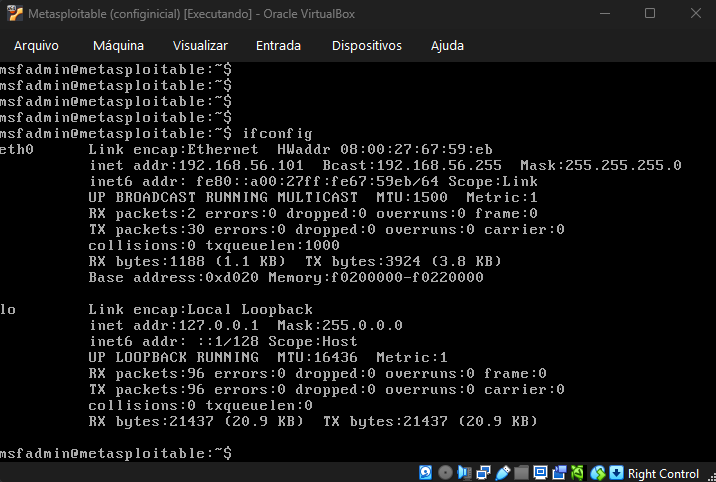 Metasploitable (configinicial) [Executando] - Oracle VirtualBox
Arquivo Máquina Visualizar Entrada Dispositivos Ajuda
msfadmin@metasploitable:~$
msfadmin@metasploitable:~$
msfadmin@metasploitable:~$
msfadmin@metasploitable:~$
msfadmin@metasploitable:~$ ifconfig
eth0 Link encap:Ethernet HWaddr 08:00:27:67:59:eb
inet addr:192.168.56.101 Bcast:192.168.56.255 Mask:255.255.255.0
inet6 addr: fe80::a00:27ff:fe67:59eb/64 Scope:Link
UP BROADCAST RUNNING MULTICAST MTU:1500 Metric:1
RX packets:2 errors:0 dropped:0 overruns:0 frame:0
TX packets:30 errors:0 dropped:0 overruns:0 carrier:0
collisions:0 txqueuelen:1000
RX bytes:1188 (1.1 KB) TX bytes:3924 (3.8 KB)
Base address:0xd020 Memory:f0200000-f0220000
lo Link encap:Local Loopback
inet addr:127.0.0.1 Mask:255.0.0.0
inet6 addr: ::1/128 Scope:Host
UP LOOPBACK RUNNING MTU:16436 Metric:1
RX packets:96 errors:0 dropped:0 overruns:0 frame:0
TX packets:96 errors:0 dropped:0 overruns:0 carrier:0
collisions:0 txqueuelen:0
RX bytes:21437 (20.9 KB) TX bytes:21437 (20.9 KB)
msfadmin@metasploitable:~$
Right Control